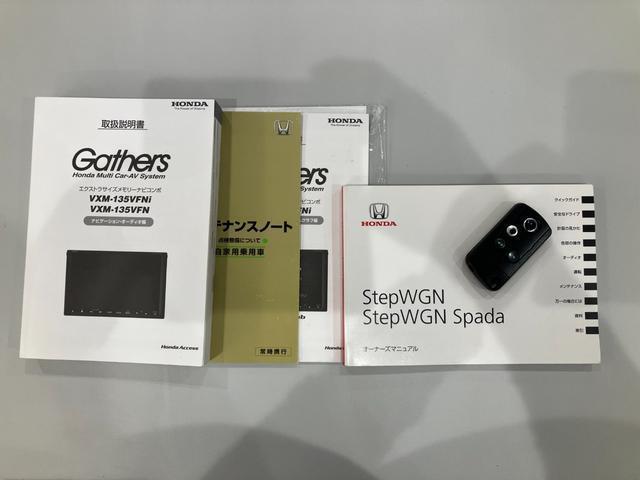 HONDA
The Power of Dreams
取扱説明書
Gathers
Honda Multi Car-AV System
エクストラサイズメモリーナビコンポ
VXM-135VFNi
VXM-135VFN
ナビゲーション・オーディオ編
Honda Access
テナンスノート
点検整備について
自家用乗用車
常時携行
HONDA
The Power of Dreams
HONDA
StepWGN
StepWGN Spada
オーナーズマニュアル
クイックガイド
安全なドライブ
計器の見かた
各部の操作
オーディオ
運転
メンテナンス
万一の場合には
資料
索引